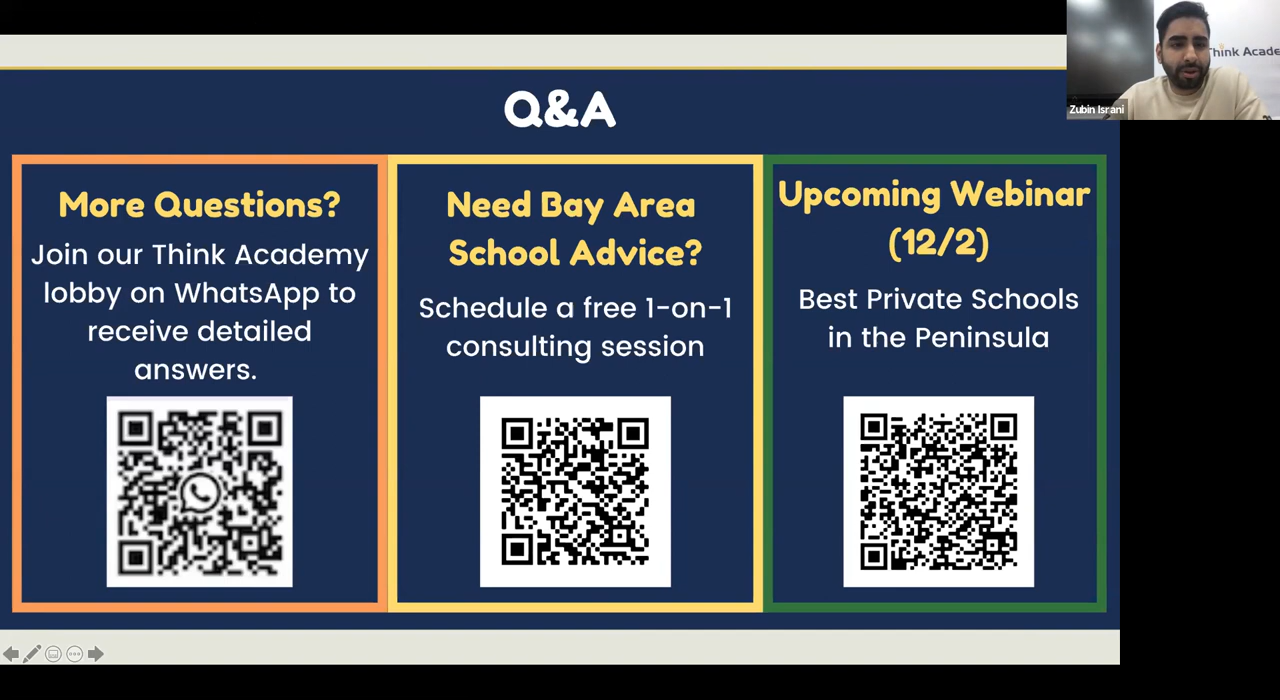 Q&A
More Questions?
Join our Think Academy
lobby on WhatsApp to
receive detailed
answers.
Need Bay Area
School Advice?
Schedule a free 1-on-1
consulting session
Upcoming Webinar
(12/2)
Best Private Schools
in the Peninsula
Think Acade
Zubin Israni